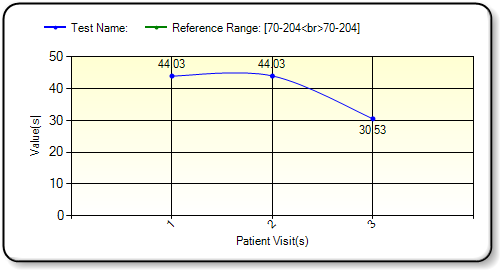 Test Name: Reference Range: [70-204<br>70-204]
50
40
30
20
10
0
Value(s)
44.03 44.03
30.53
1 2 3
Patient Visit(s)